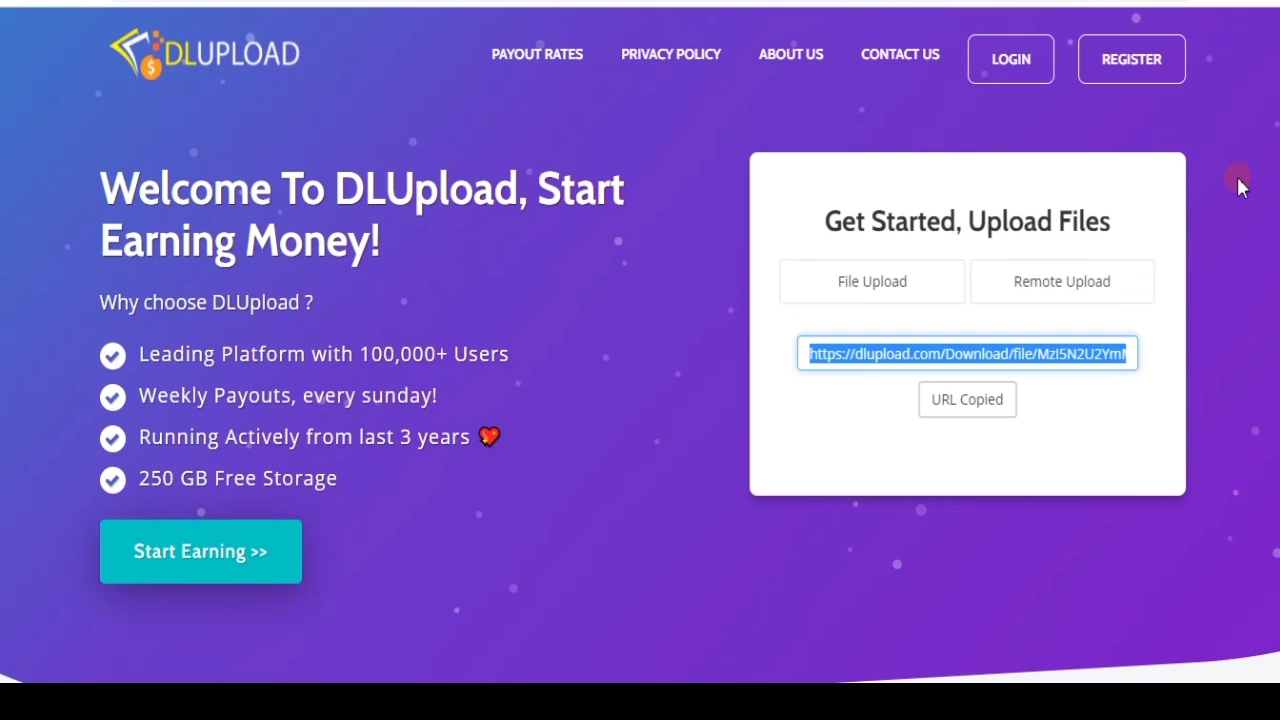 DLUPLOAD
PAYOUT RATES
PRIVACY POLICY
ABOUT US
CONTACT US
LOGIN
REGISTER
Welcome To DLUpload, Start
Earning Money!
Why choose DLUpload ?
Leading Platform with 100,000+ Users
Weekly Payouts, every sunday!
Running Actively from last 3 years 💖
250 GB Free Storage
Start Earning >>
Get Started, Upload Files
File Upload
Remote Upload
https://dlupload.com/Download/file/MzI5N2U2Ym
URL Copied